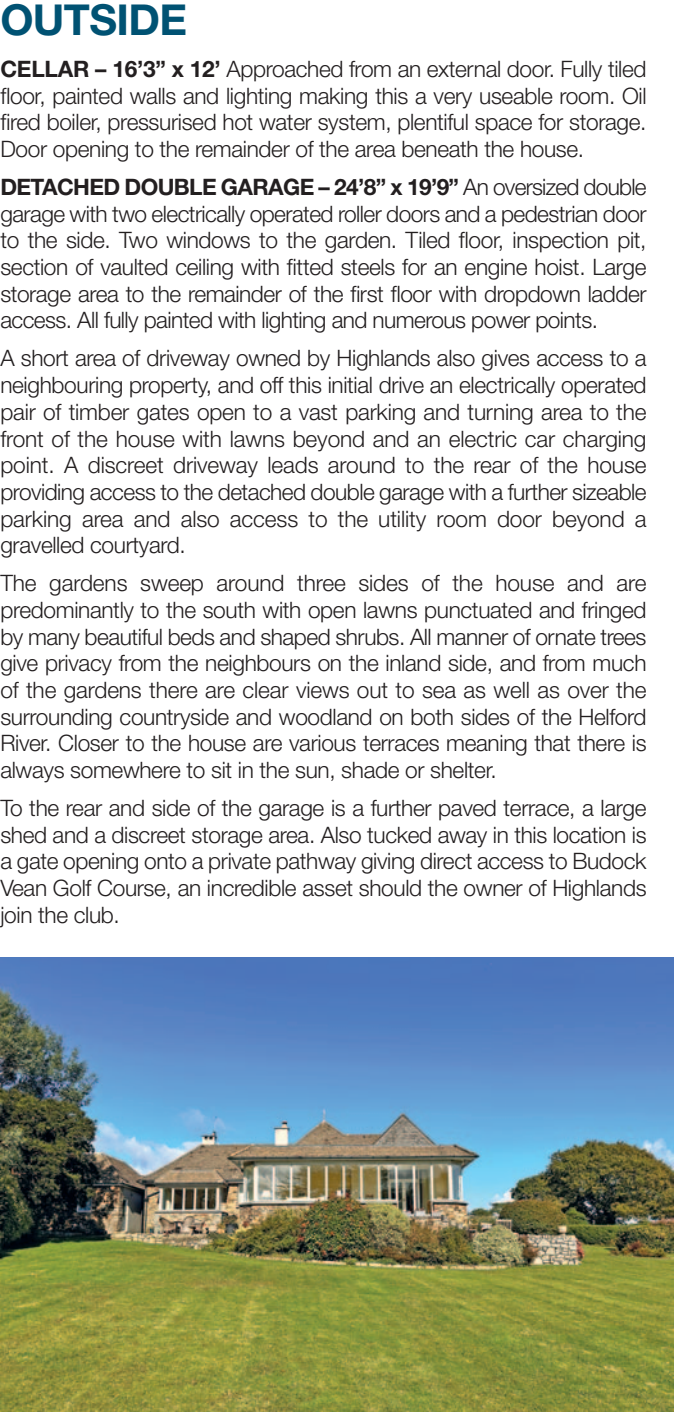 OUTSIDE
CELLAR – 16’3” x 12’ Approached from an external door. Fully tiled
floor, painted walls and lighting making this a very useable room. Oil
fired boiler, pressurised hot water system, plentiful space for storage.
Door opening to the remainder of the area beneath the house.
DETACHED DOUBLE GARAGE – 24’8” x 19’9” An oversized double
garage with two electrically operated roller doors and a pedestrian door
to the side. Two windows to the garden. Tiled floor, inspection pit,
section of vaulted ceiling with fitted steels for an engine hoist. Large
storage area to the remainder of the first floor with dropdown ladder
access. All fully painted with lighting and numerous power points.
A short area of driveway owned by Highlands also gives access to a
neighbouring property, and off this initial drive an electrically operated
pair of timber gates open to a vast parking and turning area to the
front of the house with lawns beyond and an electric car charging
point. A discreet driveway leads around to the rear of the house
providing access to the detached double garage with a further sizeable
parking area and also access to the utility room door beyond a
gravelled courtyard.
The gardens sweep around three sides of the house and are
predominantly to the south with open lawns punctuated and fringed
by many beautiful beds and shaped shrubs. All manner of ornate trees
give privacy from the neighbours on the inland side, and from much
of the gardens there are clear views out to sea as well as over the
surrounding countryside and woodland on both sides of the Helford
River. Closer to the house are various terraces meaning that there is
always somewhere to sit in the sun, shade or shelter.
To the rear and side of the garage is a further paved terrace, a large
shed and a discreet storage area. Also tucked away in this location is
a gate opening onto a private pathway giving direct access to Budock
Vean Golf Course, an incredible asset should the owner of Highlands
join the club.